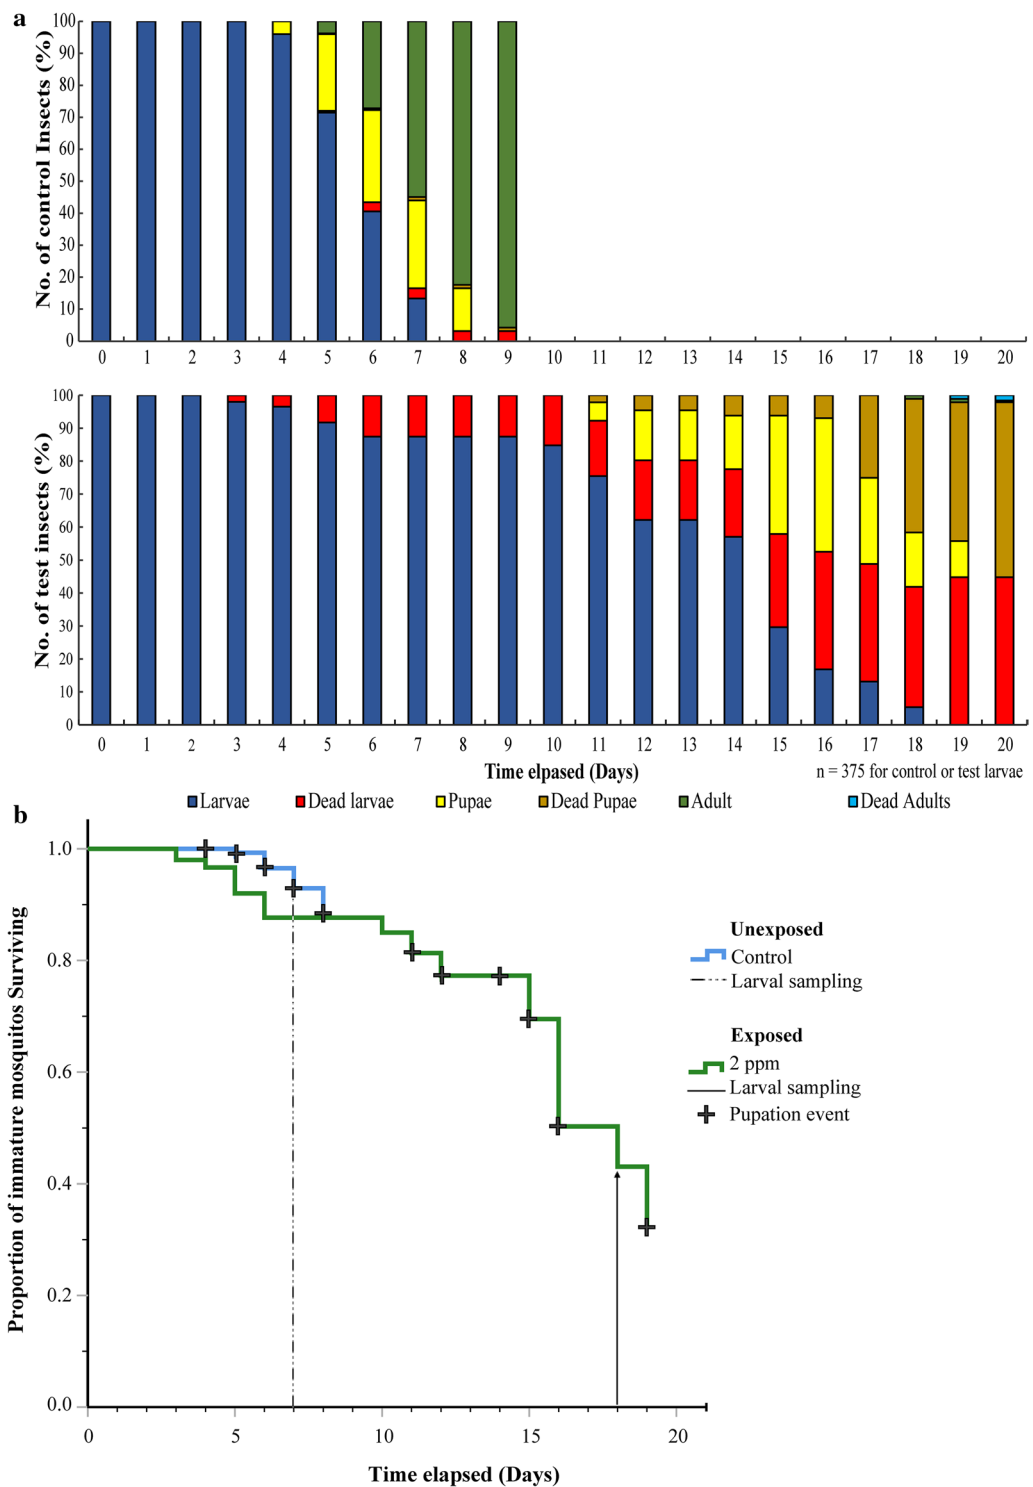 a
No. of control Insects (%)
100
90
80
70
60
50
40
30
20
10
0
0 1 2 3 4 5 6 7 8 9 10 11 12 13 14 15 16 17 18 19 20
No. of test insects (%)
100
90
80
70
60
50
40
30
20
10
0
0 1 2 3 4 5 6 7 8 9 10 11 12 13 14 15 16 17 18 19 20
Time elpased (Days)
n = 375 for control or test larvae
Larvae Dead larvae Pupae Dead Pupae Adult Dead Adults
b
Proportion of immature mosquitos Surviving
1.0
0.8
0.6
0.4
0.2
0.0
0 5 10 15 20
Time elapsed (Days)
Unexposed
Control
Larval sampling
Exposed
2 ppm
Larval sampling
Pupation event